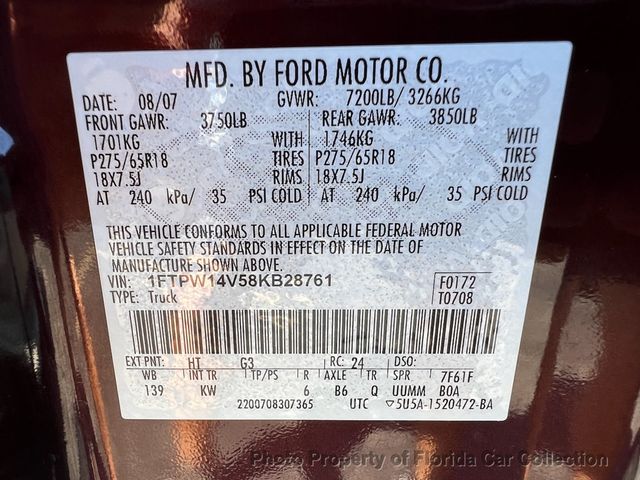 MFD. BY FORD MOTOR CO.
DATE: 08/07 GVWR: 7200LB/ 3266KG
FRONT GAWR: 3750LB REAR GAWR: 3850LB
1701KG WITH 1746KG WITH
P275/65R18 TIRES P275/65R18 TIRES
18X7.5J RIMS 18X7.5J RIMS
AT 240 kPa/ 35 PSI COLD AT 240 kPa/ 35 PSI COLD
THIS VEHICLE CONFORMS TO ALL APPLICABLE FEDERAL MOTOR
VEHICLE SAFETY STANDARDS IN EFFECT ON THE DATE OF
MANUFACTURE SHOWN ABOVE.
VIN: 1FTPW14V58KB28761 F0172
TYPE: Truck T0708
EXT PNT: HT G3 RC: 24 DSO:
WB INT TR TP/PS R AXLE TR SPR 7F61F
139 KW 6 B6 Q UUMM BOA
2200708307365 UTC ▽5U5A-1520472-BA
Photo Property of Florida Car Collection